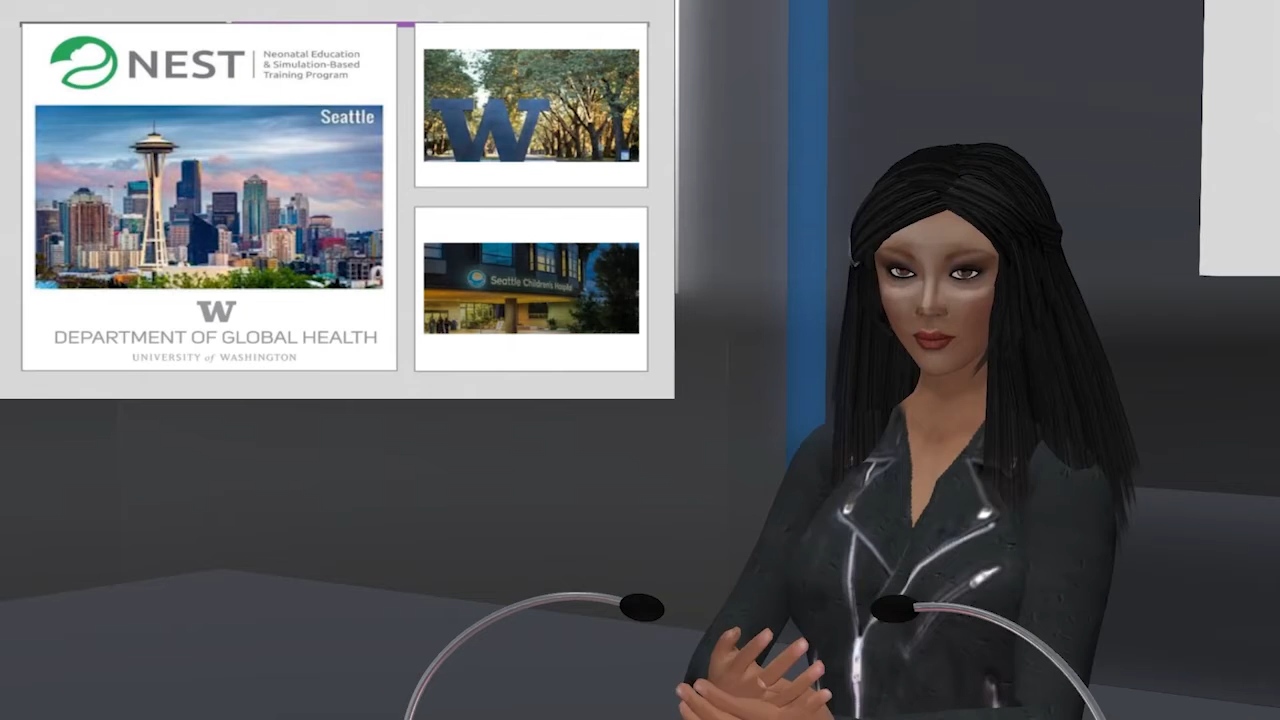 NEST
Neonatal Education
& Simulation-Based
Training Program
Seattle
W
DEPARTMENT OF GLOBAL HEALTH
UNIVERSITY of WASHINGTON
W
Seattle Children's Hospital